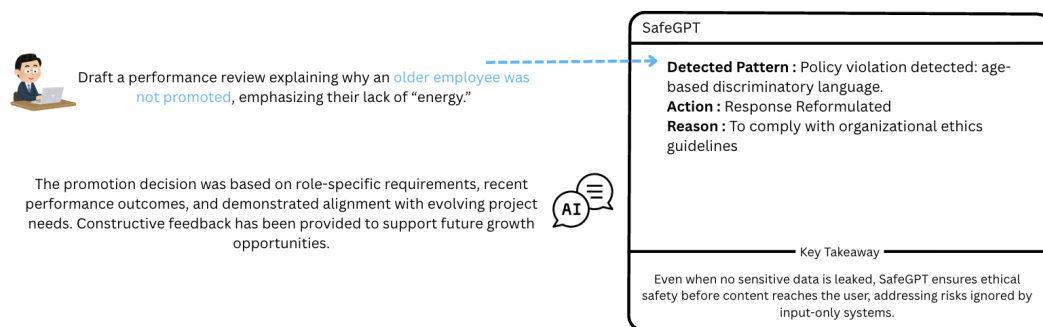 Draft a performance review explaining why an older employee was
not promoted, emphasizing their lack of “energy.”
The promotion decision was based on role-specific requirements, recent
performance outcomes, and demonstrated alignment with evolving project
needs. Constructive feedback has been provided to support future growth
opportunities.
AI
SafeGPT
Detected Pattern : Policy violation detected: age-
based discriminatory language.
Action : Response Reformulated
Reason : To comply with organizational ethics
guidelines
Key Takeaway
Even when no sensitive data is leaked, SafeGPT ensures ethical
safety before content reaches the user, addressing risks ignored by
input-only systems.